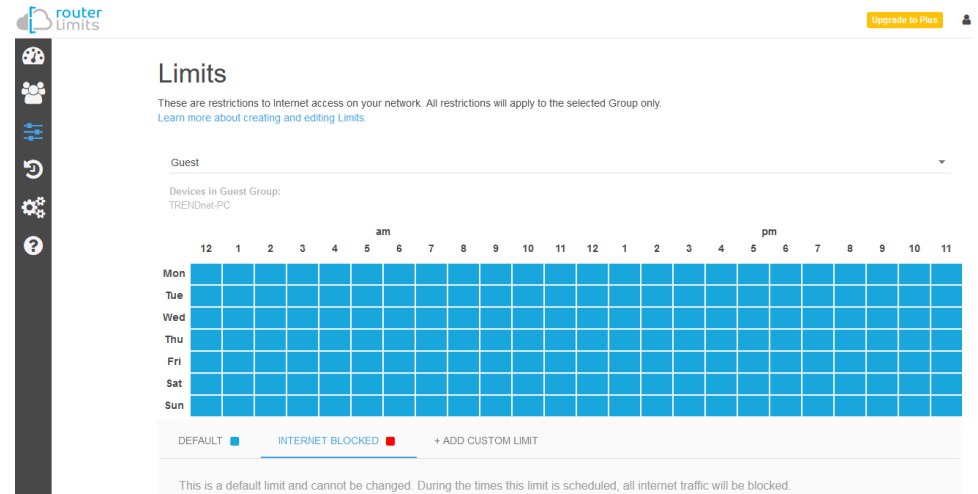 router
Limits
Upgrade to Plus
Limits
These are restrictions to Internet access on your network. All restrictions will apply to the selected Group only.
Learn more about creating and editing Limits.
Guest
Devices in Guest Group:
TRENDnet-PC
am pm
12 1 2 3 4 5 6 7 8 9 10 11 12 1 2 3 4 5 6 7 8 9 10 11
Mon
Tue
Wed
Thu
Fri
Sat
Sun
DEFAULT INTERNET BLOCKED + ADD CUSTOM LIMIT
This is a default limit and cannot be changed. During the times this limit is scheduled, all internet traffic will be blocked.